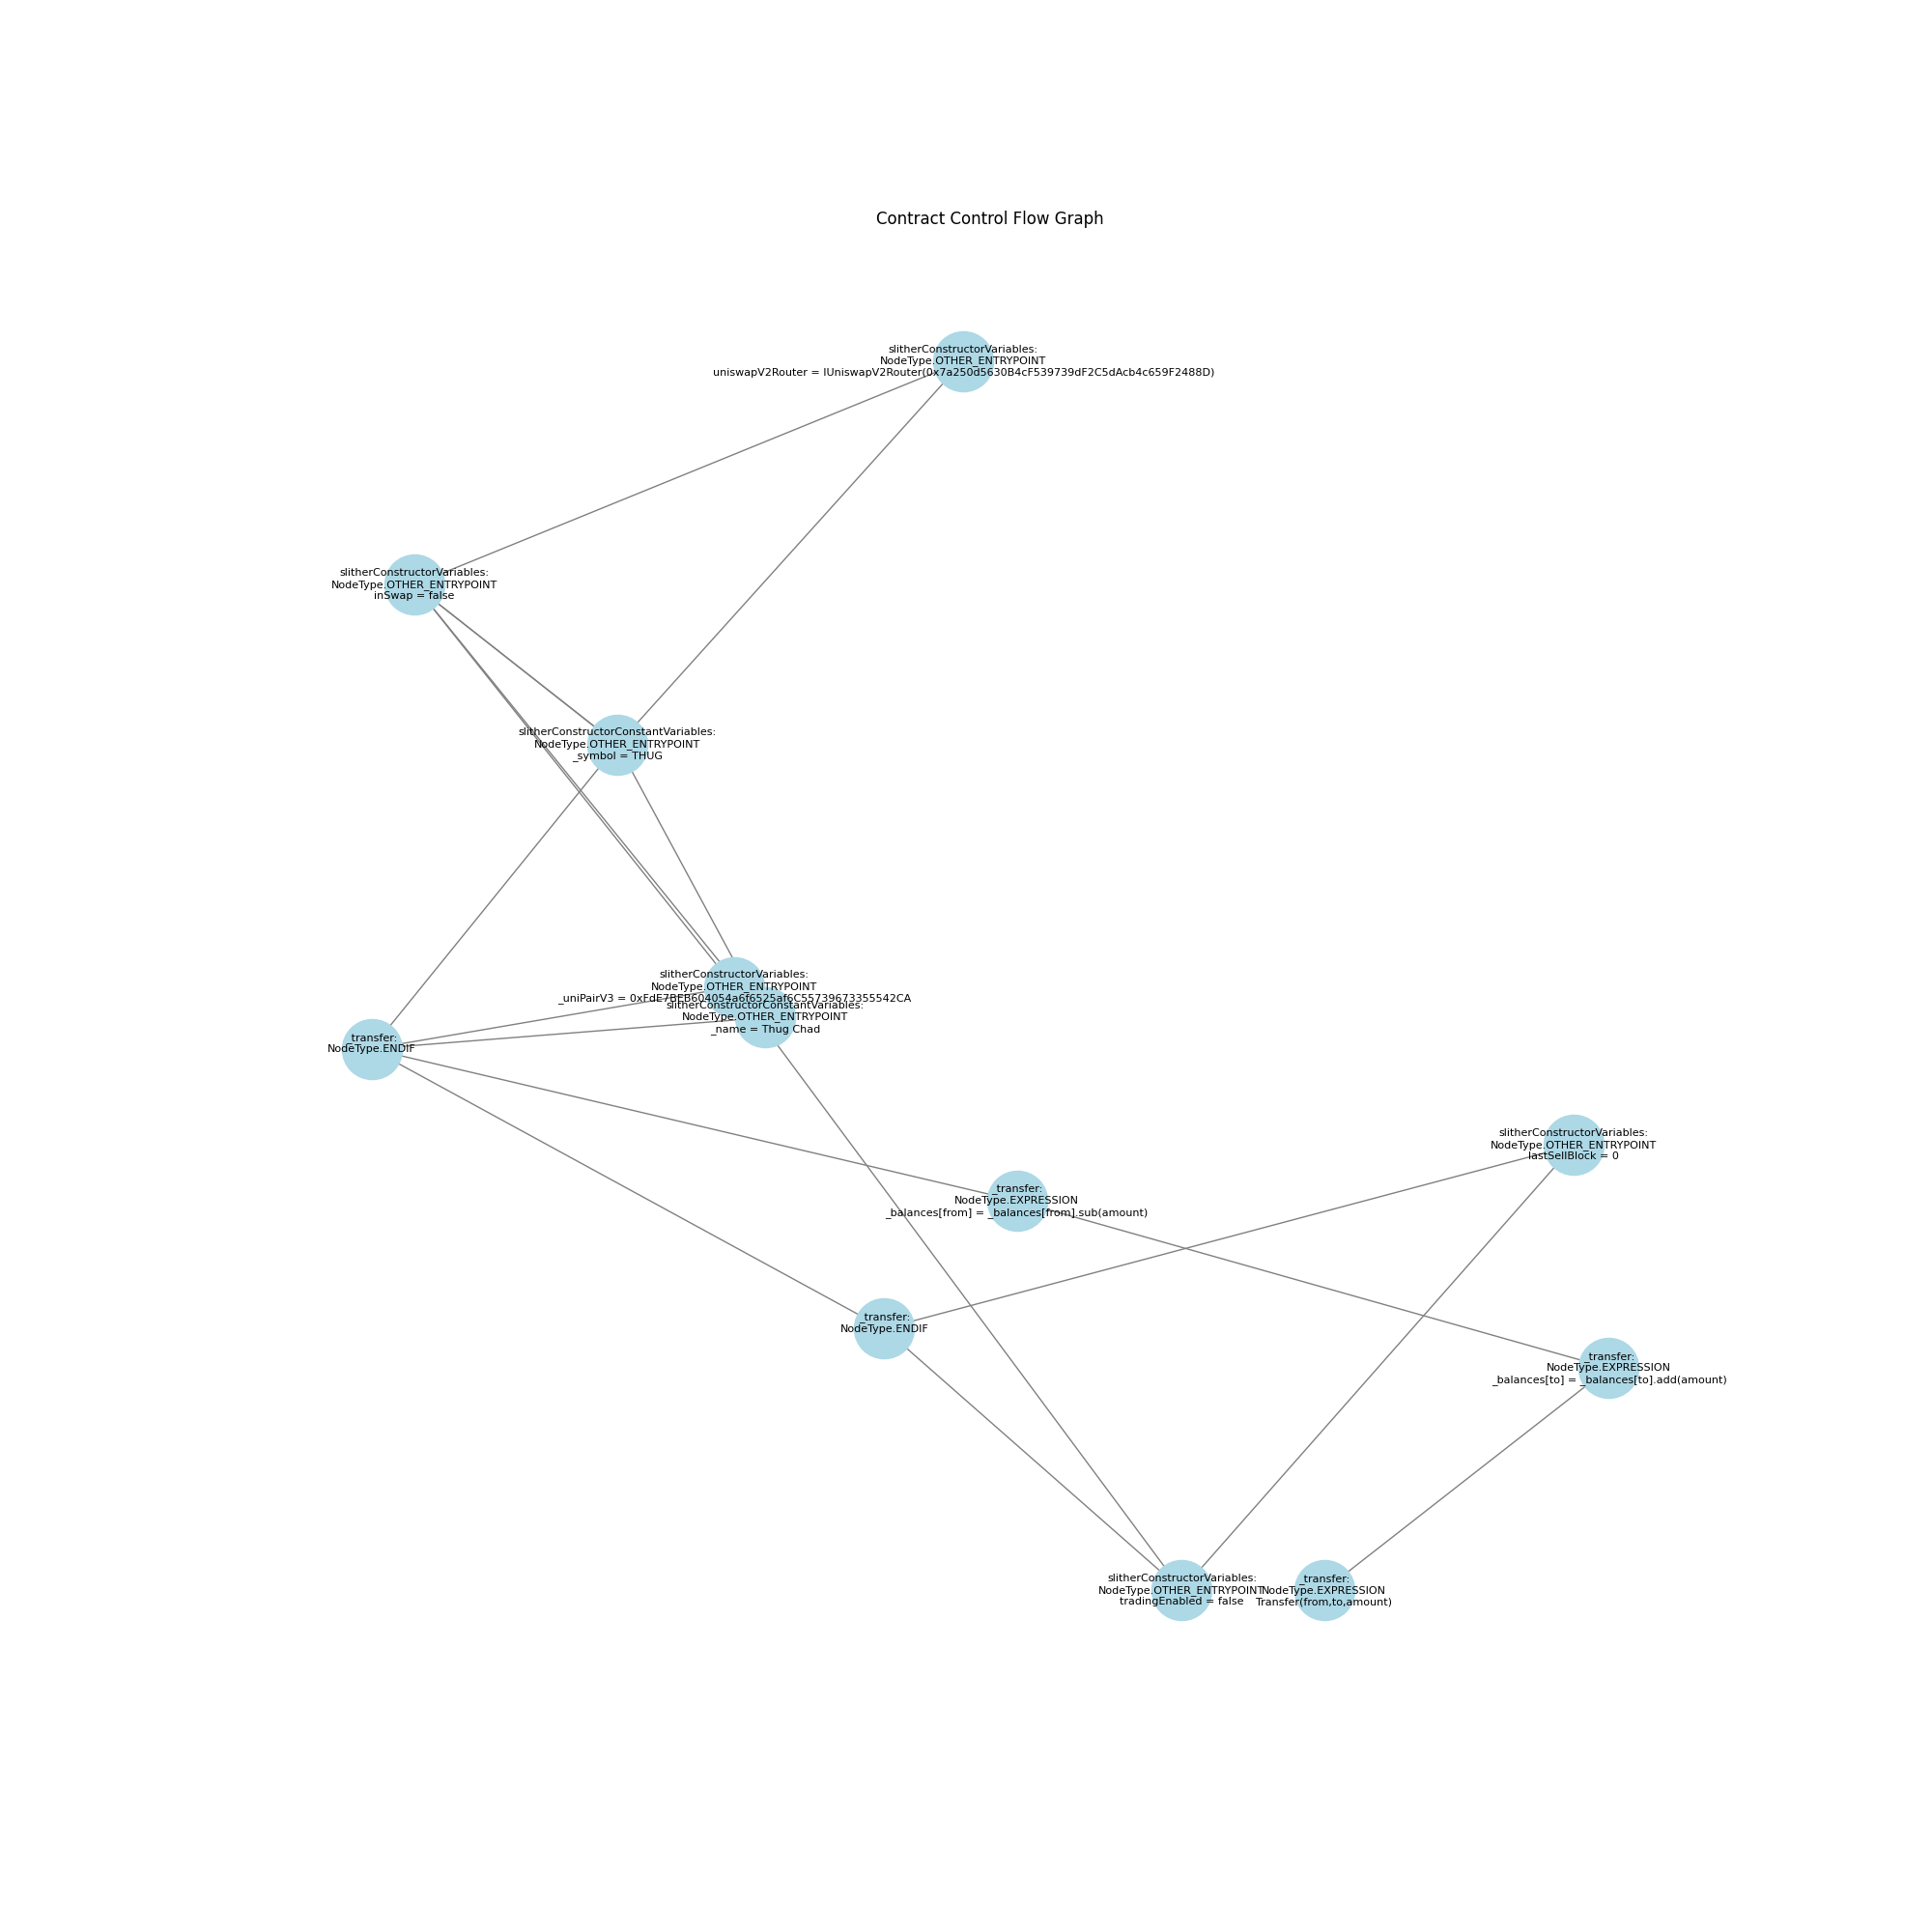 Contract Control Flow Graph
slitherConstructorVariables:
NodeType.OTHER_ENTRYPOINT
uniswapV2Router = IUniswapV2Router(0x7a250d5630B4cF539739dF2C5dAcb4c659F2488D)
slitherConstructorVariables:
NodeType.OTHER_ENTRYPOINT
inSwap = false
slitherConstructorConstantVariables:
NodeType.OTHER_ENTRYPOINT
_symbol = THUG
slitherConstructorVariables:
NodeType.OTHER_ENTRYPOINT
_uniPairV3 =
slitherConstructorConstantVariables:
NodeType.OTHER_ENTRYPOINT
_name = Thug Chad
_transfer:
NodeType.ENDIF
slitherConstructorVariables:
NodeType.OTHER_ENTRYPOINT
lastSellBlock = 0
_transfer:
NodeType.EXPRESSION
_balances[from] = _balances[from].sub(amount)
_transfer:
NodeType.ENDIF
_transfer:
NodeType.EXPRESSION
_balances[to] = _balances[to].add(amount)
slitherConstructorVariables:
NodeType.OTHER_ENTRYPOINT
tradingEnabled = false
_transfer:
NodeType.EXPRESSION
Transfer(from,to,amount)